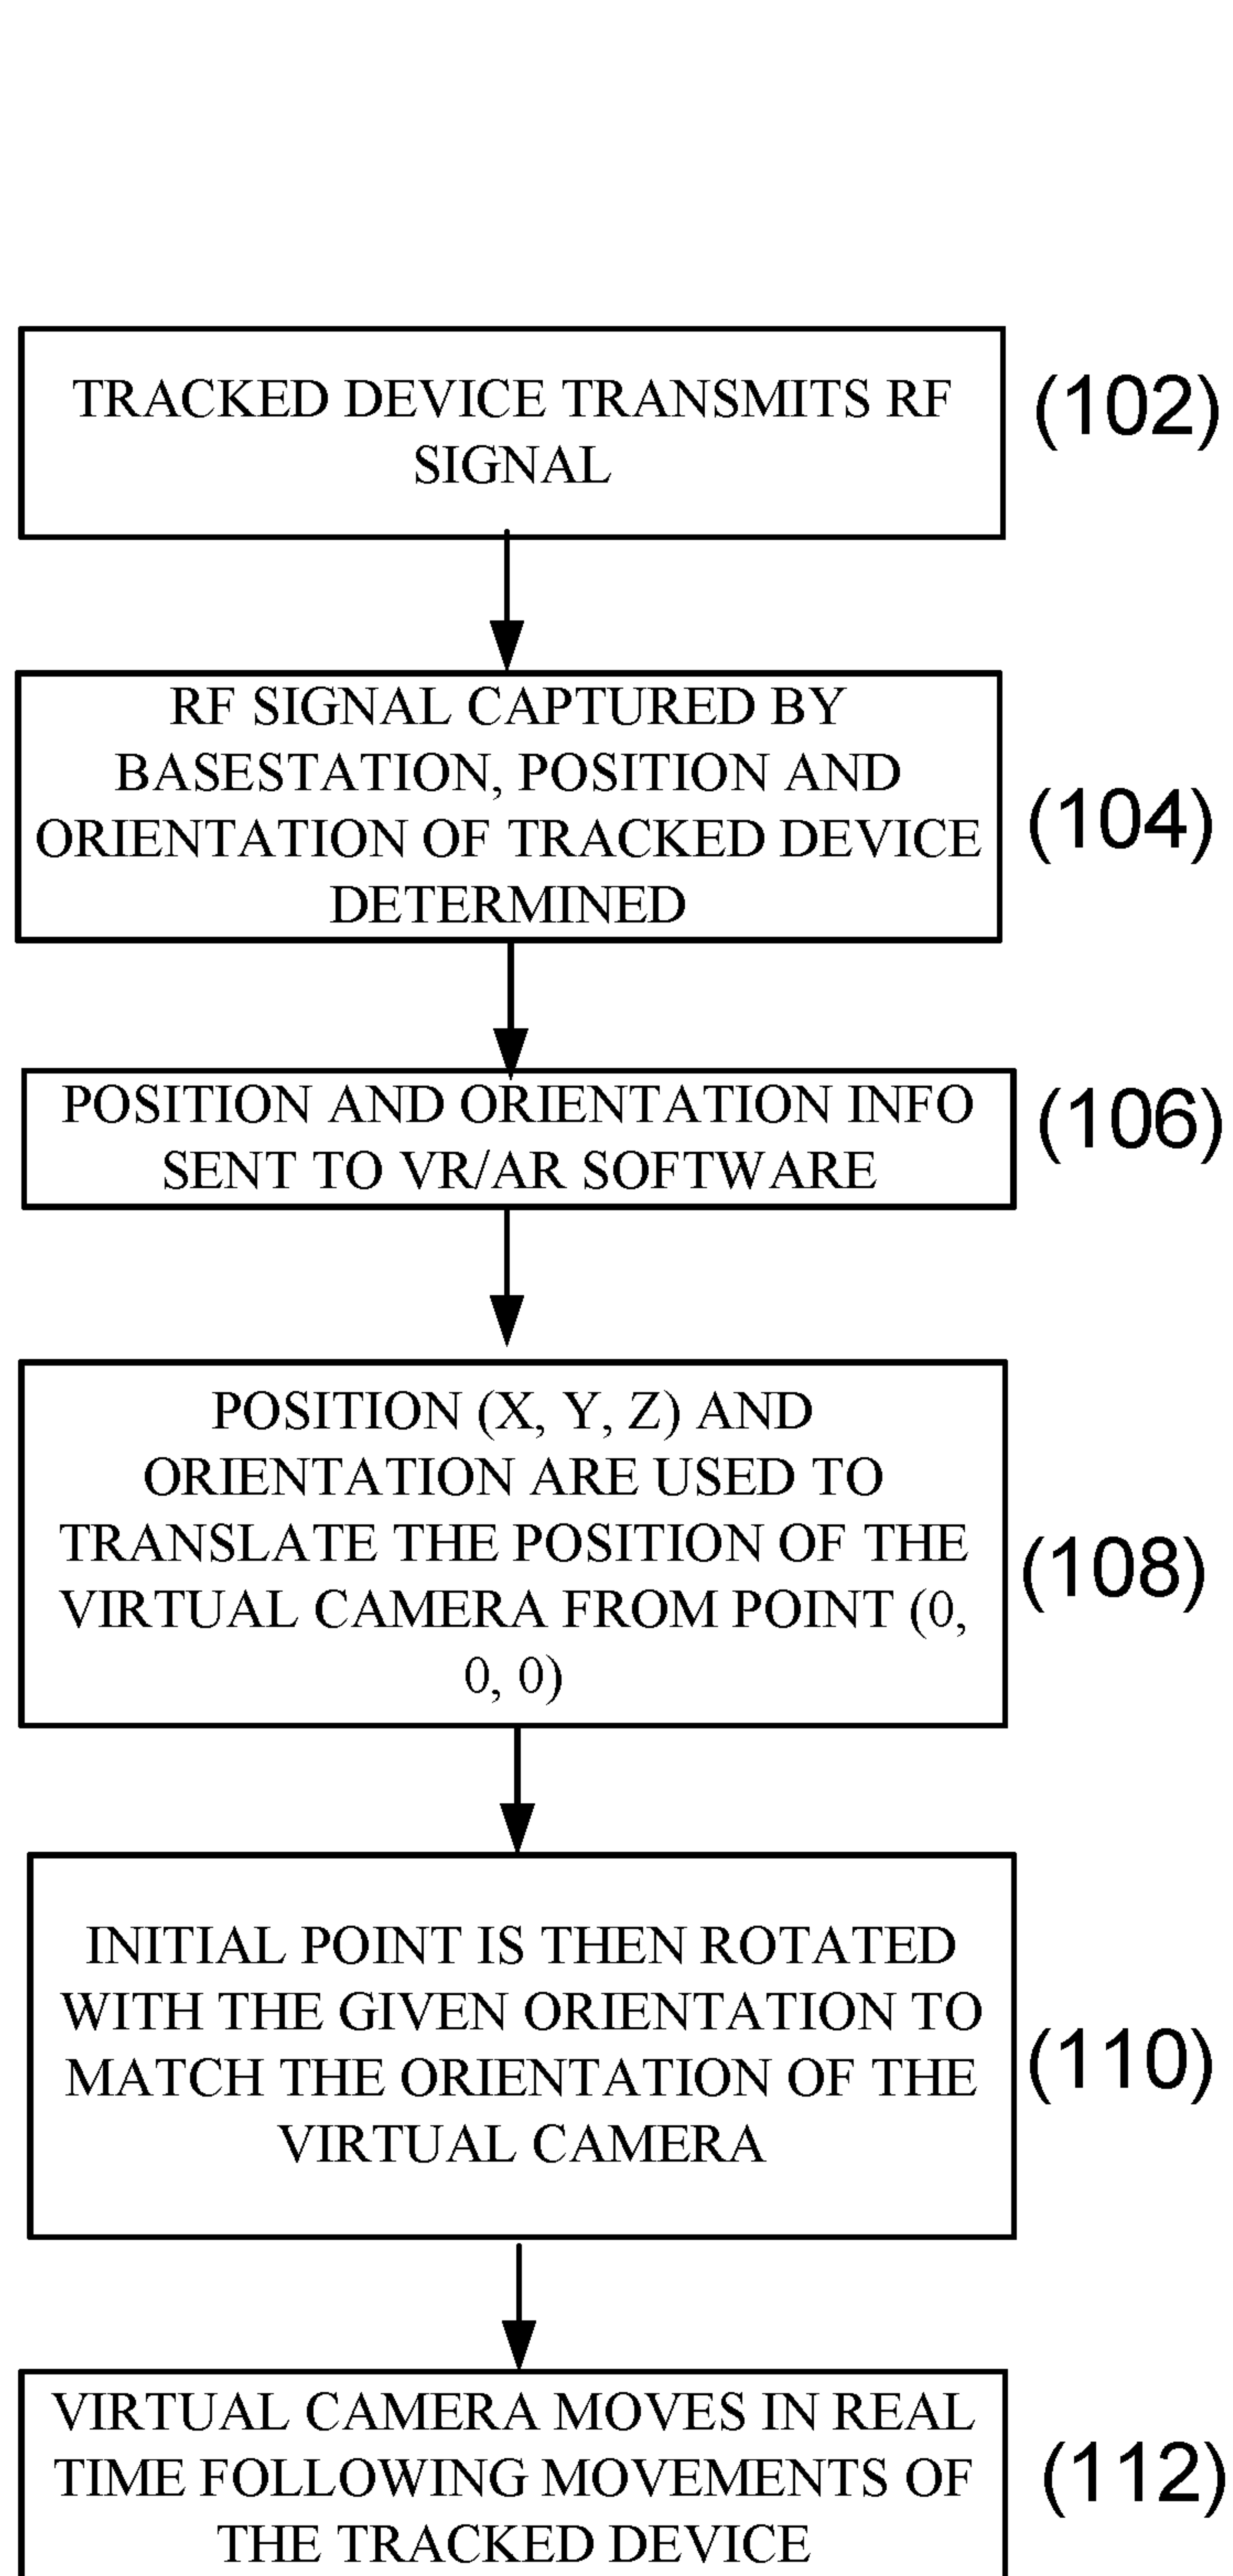 TRACKED DEVICE TRANSMITS RF
SIGNAL
(102)
RF SIGNAL CAPTURED BY
BASESTATION, POSITION AND
ORIENTATION OF TRACKED DEVICE
DETERMINED
(104)
POSITION AND ORIENTATION INFO
SENT TO VR/AR SOFTWARE
(106)
POSITION (X, Y, Z) AND
ORIENTATION ARE USED TO
TRANSLATE THE POSITION OF THE
VIRTUAL CAMERA FROM POINT (0,
0, 0)
(108)
INITIAL POINT IS THEN ROTATED
WITH THE GIVEN ORIENTATION TO
MATCH THE ORIENTATION OF THE
VIRTUAL CAMERA
(110)
VIRTUAL CAMERA MOVES IN REAL
TIME FOLLOWING MOVEMENTS OF
THE TRACKED DEVICE
(112)